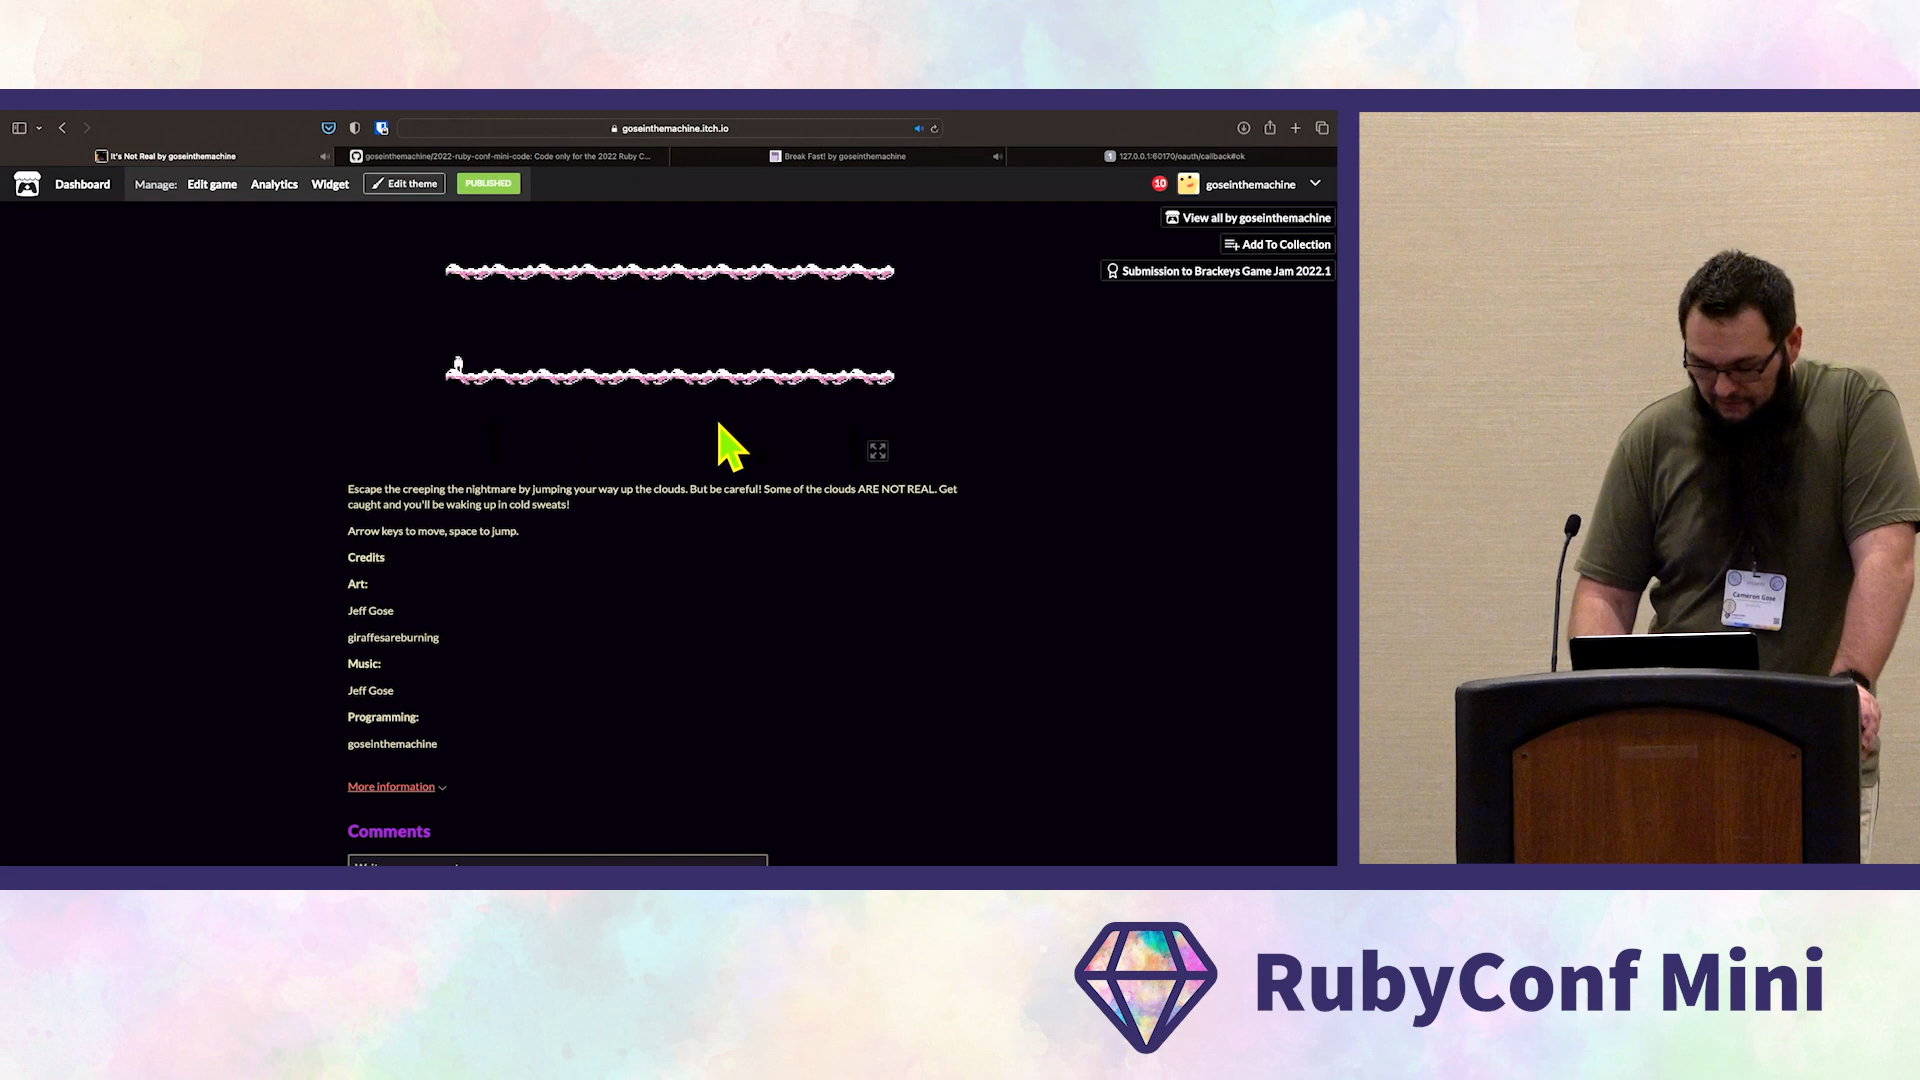 goseinthemachine.itch.io
It's Not Real by goseinthemachine
goseinthemachine/2022-ruby-conf-mini-code: Code only for the 2022 Ruby C...
Break Fast! by goseinthemachine
1 127.0.0.1:60170/oauth/callback#ok
Dashboard Manage: Edit game Analytics Widget Edit theme PUBLISHED
10 goseinthemachine
View all by goseinthemachine
Add To Collection
Submission to Brackeys Game Jam 2022.1
Escape the creeping the nightmare by jumping your way up the clouds. But be careful! Some of the clouds ARE NOT REAL. Get
caught and you'll be waking up in cold sweats!
Arrow keys to move, space to jump.
Credits
Art:
Jeff Gose
giraffesareburning
Music:
Jeff Gose
Programming:
goseinthemachine
More information
Comments
Cameron Gose
RubyConf Mini